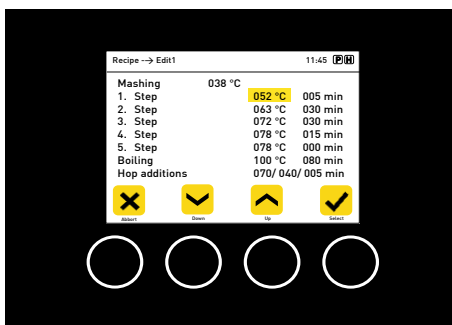 Recipe --> Edit1 11:45 P H
Mashing 038 °C
1. Step 052 °C 005 min
2. Step 063 °C 030 min
3. Step 072 °C 030 min
4. Step 078 °C 015 min
5. Step 078 °C 000 min
Boiling 100 °C 080 min
Hop additions 070/ 040/ 005 min
Abbort Down Up Select